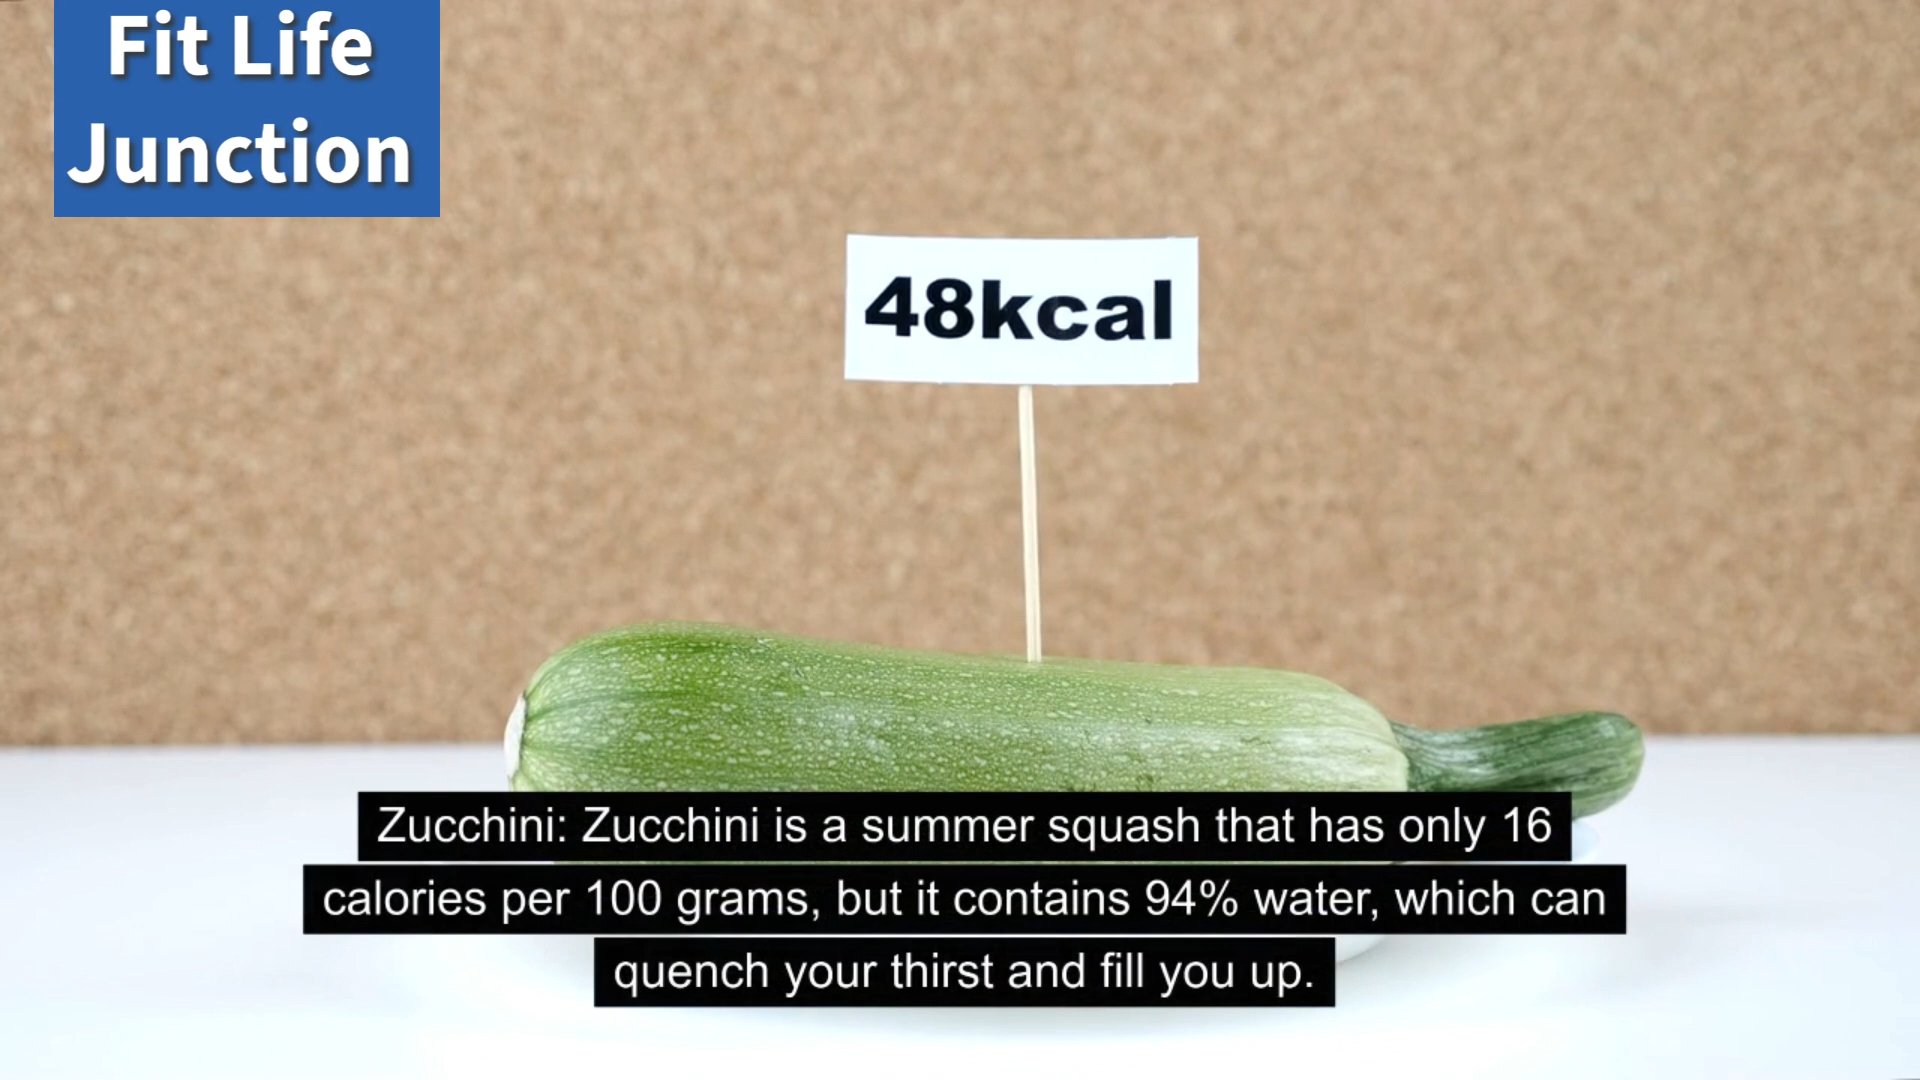 Fit Life
Junction
48kcal
Zucchini: Zucchini is a summer squash that has only 16
calories per 100 grams, but it contains 94% water, which can
quench your thirst and fill you up.